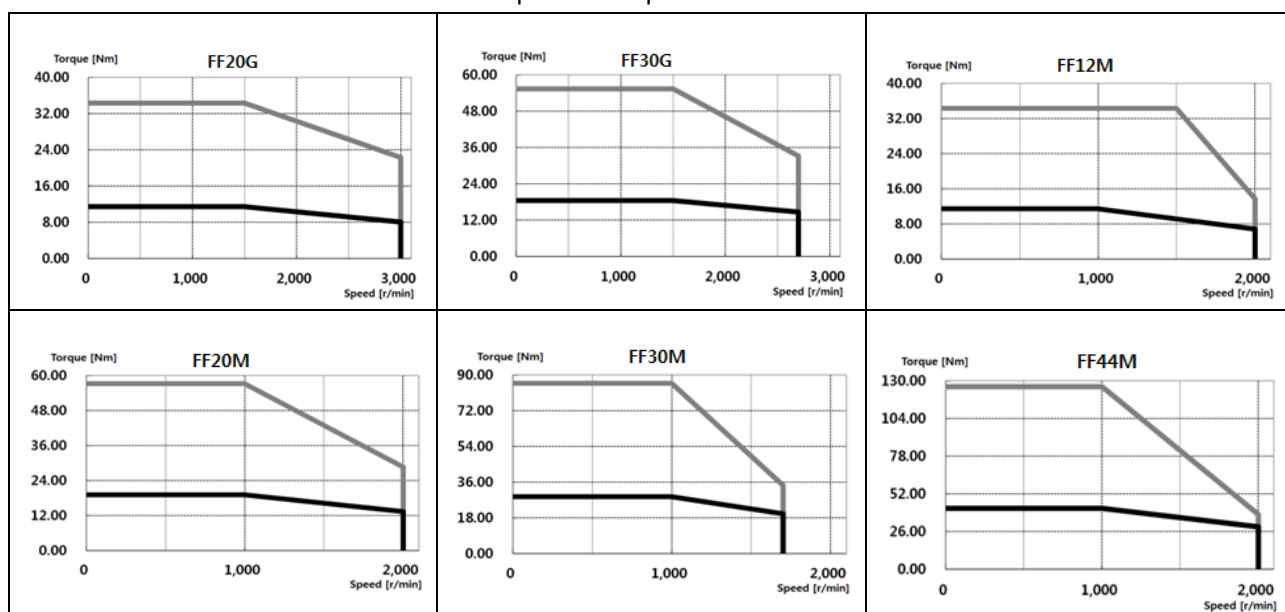 Torque [Nm] FF20G
40.00
32.00
24.00
16.00
8.00
0.00
0 1,000 2,000 3,000
Speed [r/min]
Torque [Nm] FF30G
60.00
48.00
36.00
24.00
12.00
0.00
0 1,000 2,000 3,000
Speed [r/min]
Torque [Nm] FF12M
40.00
32.00
24.00
16.00
8.00
0.00
0 1,000 2,000
Speed [r/min]
Torque [Nm] FF20M
60.00
48.00
36.00
24.00
12.00
0.00
0 1,000 2,000
Speed [r/min]
Torque [Nm] FF30M
90.00
72.00
54.00
36.00
18.00
0.00
0 1,000 2,000
Speed [r/min]
Torque [Nm] FF44M
130.00
104.00
78.00
52.00
26.00
0.00
0 1,000 2,000
Speed [r/min]